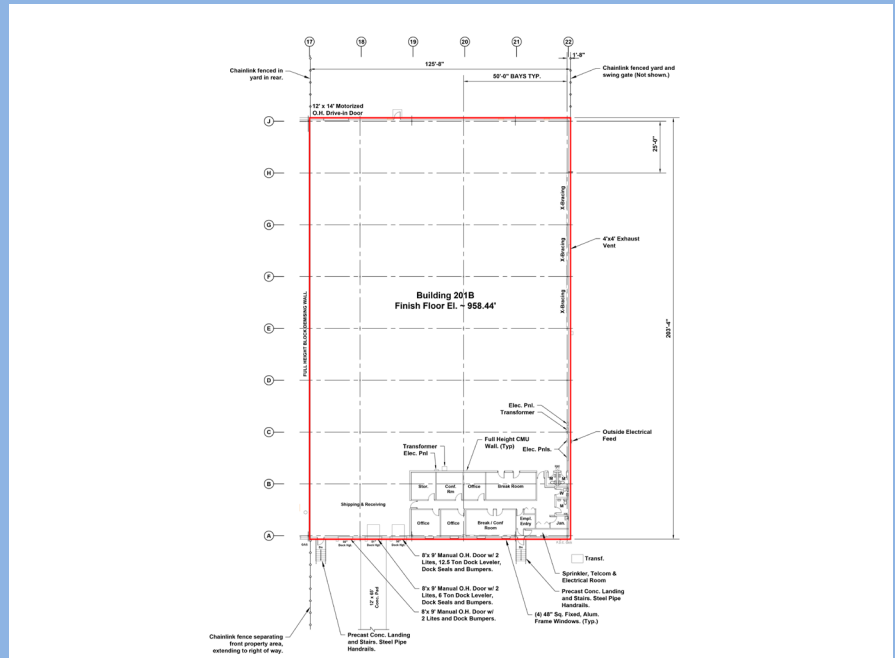 17
18
19
20
21
22
1'-8"
125'-8"
50'-0" BAYS TYP.
Chainlink fenced in
yard in rear.
Chainlink fenced yard and
swing gate (Not shown.)
12' x 14' Motorized
O.H. Drive-in Door
J
H
G
F
E
D
C
B
A
25'-0"
203'-4"
X-Bracing
X-Bracing
X-Bracing
4'x4' Exhaust
Vent
Building 201B
Finish Floor El. ~ 958.44'
FULL HEIGHT BLOCK DEMISING WALL
Elec. Pnl.
Transformer
Outside Electrical
Feed
Full Height CMU
Wall. (Typ)
Elec. Pnls.
Transformer
Elec. Pnl
Stor.
Conf.
Rm
Office
Break Room
W
M
W
M
Shipping & Receiving
Office
Office
Break / Conf
Room
Empl.
Entry
Jan.
Transf.
8'x 9' Manual O.H. Door w/ 2
Lites, 12.5 Ton Dock Leveler,
Dock Seals and Bumpers.
Sprinkler, Telcom &
Electrical Room
12' x 60'
Conc. Pad
9'x 9' Manual O.H. Door w/ 2
Lites, 6 Ton Dock Leveler,
Dock Seals and Bumpers.
Precast Conc. Landing
and Stairs. Steel Pipe
Handrails.
8'x 9' Manual O.H. Door w/
2 Lites and Dock Bumpers.
(4) 48" Sq. Fixed, Alum.
Frame Windows. (Typ.)
Chainlink fence separating
front property area,
extending to right of way.
Precast Conc. Landing
and Stairs. Steel Pipe
Handrails.